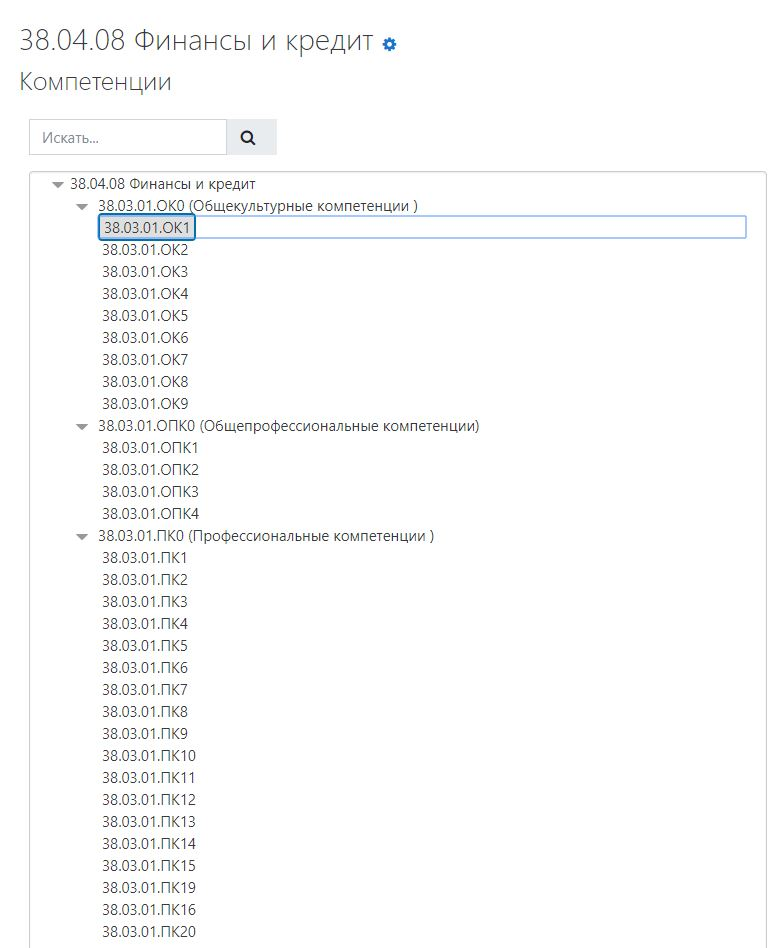 38.04.08 Финансы и кредит
Компетенции
Искать...
38.04.08 Финансы и кредит
38.03.01.ОК0 (Общекультурные компетенции )
38.03.01.ОК1
38.03.01.ОК2
38.03.01.ОК3
38.03.01.ОК4
38.03.01.ОК5
38.03.01.ОК6
38.03.01.ОК7
38.03.01.ОК8
38.03.01.ОК9
38.03.01.ОПК0 (Общепрофессиональные компетенции)
38.03.01.ОПК1
38.03.01.ОПК2
38.03.01.ОПК3
38.03.01.ОПК4
38.03.01.ПК0 (Профессиональные компетенции )
38.03.01.ПК1
38.03.01.ПК2
38.03.01.ПК3
38.03.01.ПК4
38.03.01.ПК5
38.03.01.ПК6
38.03.01.ПК7
38.03.01.ПК8
38.03.01.ПК9
38.03.01.ПК10
38.03.01.ПК11
38.03.01.ПК12
38.03.01.ПК13
38.03.01.ПК14
38.03.01.ПК15
38.03.01.ПК19
38.03.01.ПК16
38.03.01.ПК20